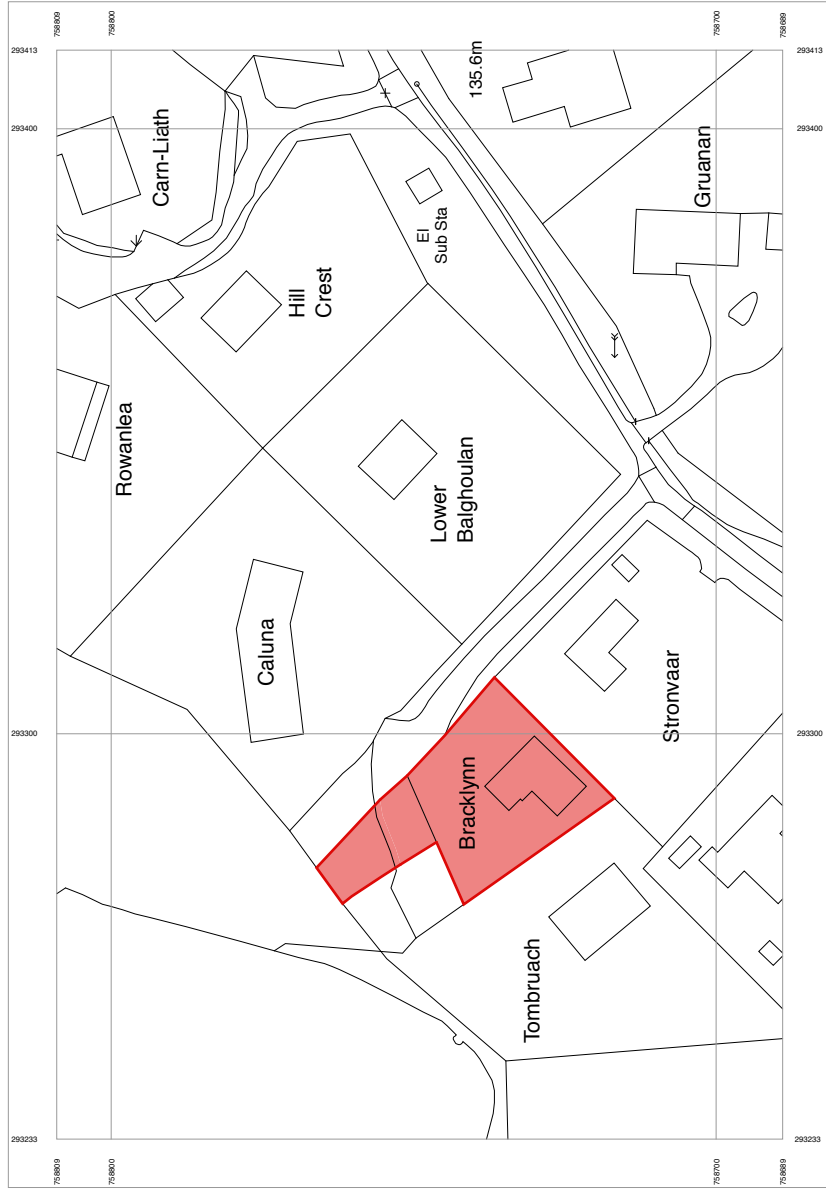 758809
758800
758700
758689
293413
293413
293400
293400
135.6m
Carn-Liath
Gruanan
El
Sub Sta
Hill
Crest
Rowanlea
Lower
Balghoulan
Caluna
Stronvaar
293300
293300
Bracklynn
Tombruach
293233
293233
758809
758800
758700
758689